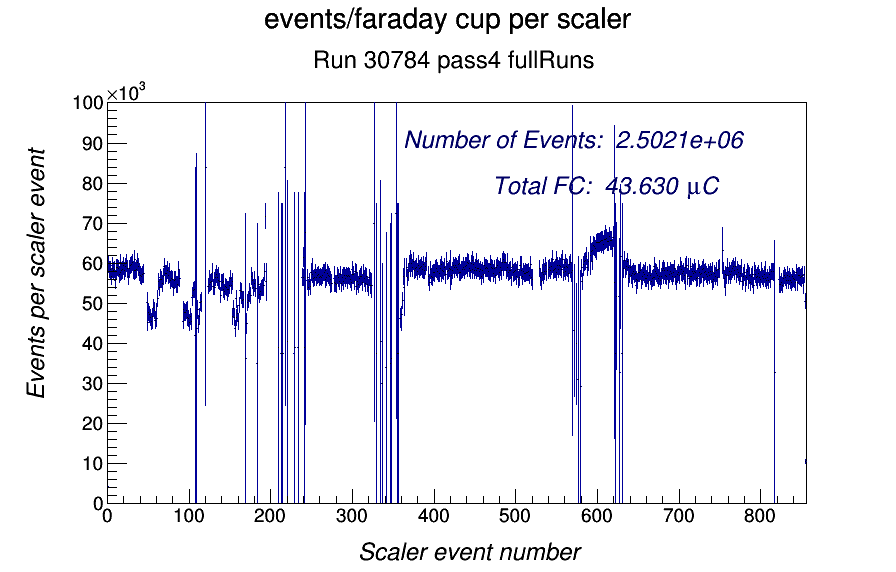 events/faraday cup per scaler
Run 30784 pass4 fullRuns
×10³
100
90
80
70
60
50
40
30
20
10
0
Events per scaler event
Number of Events: 2.5021e+06
Total FC: 43.630 μC
0 100 200 300 400 500 600 700 800
Scaler event number